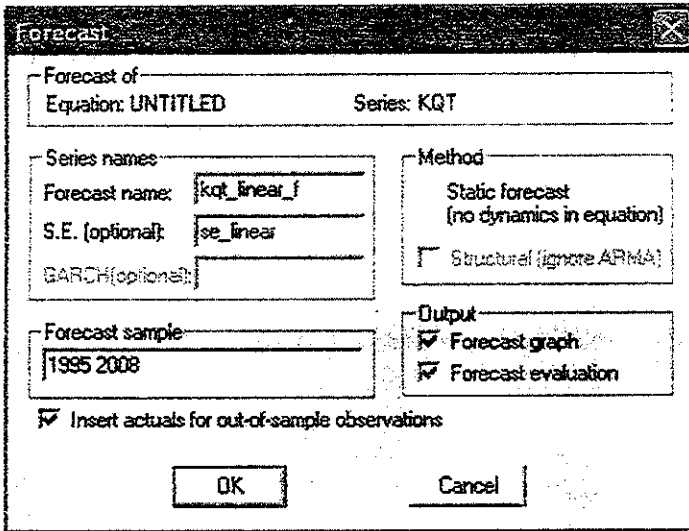 Forecast
Forecast of
Equation: UNTITLED Series: KQT
Series names
Forecast name: kqt_linear_f
S.E. (optional): se_linear
GARCH(optional):
Method
Static forecast
(no dynamics in equation)
Structural (ignore ARMA)
Forecast sample
1995 2008
Output
Forecast graph
Forecast evaluation
Insert actuals for out-of-sample observations
OK Cancel